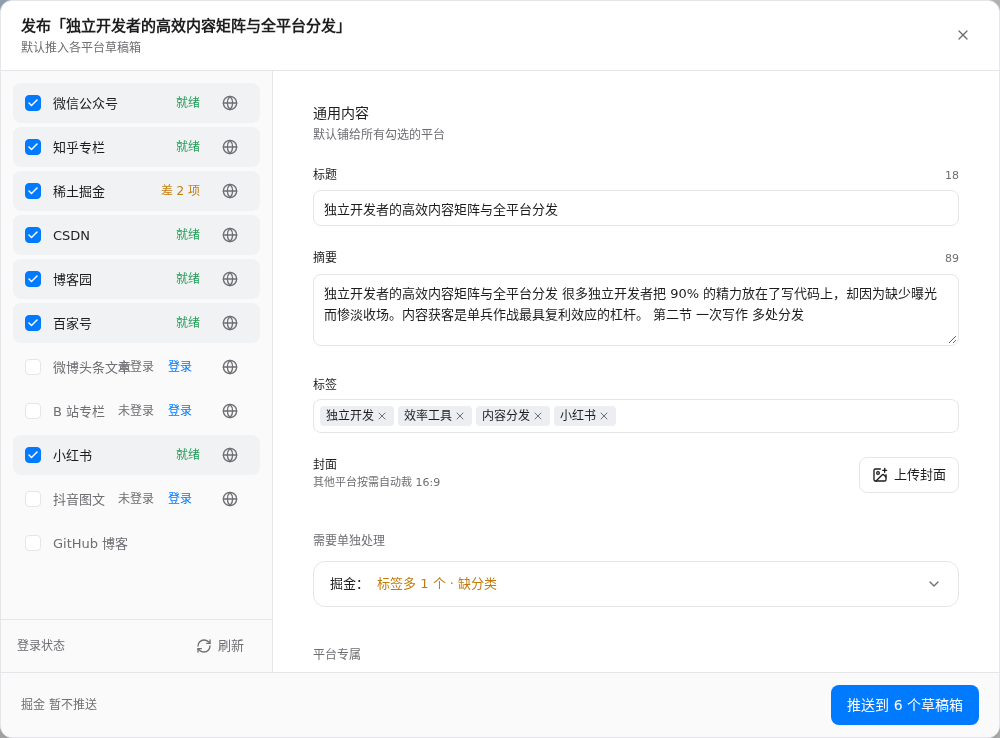 发布「独立开发者的高效内容矩阵与全平台分发」
默认推入各平台草稿箱
微信公众号 就绪
知乎专栏 就绪
稀土掘金 差 2 项
CSDN 就绪
博客园 就绪
百家号 就绪
微博头条文章 未登录 登录
B 站专栏 未登录 登录
小红书 就绪
抖音图文 未登录 登录
GitHub 博客
登录状态 刷新
通用内容
默认铺给所有勾选的平台
标题 18
独立开发者的高效内容矩阵与全平台分发
摘要 89
独立开发者的高效内容矩阵与全平台分发 很多独立开发者把 90% 的精力放在了写代码上，却因为缺少曝光
而惨淡收场。内容获客是单兵作战最具复利效应的杠杆。 第二节 一次写作 多处分发
标签
独立开发 效率工具 内容分发 小红书
封面
其他平台按需自动裁 16:9
上传封面
需要单独处理
掘金： 标签多 1 个 · 缺分类
平台专属
掘金 暂不推送
推送到 6 个草稿箱